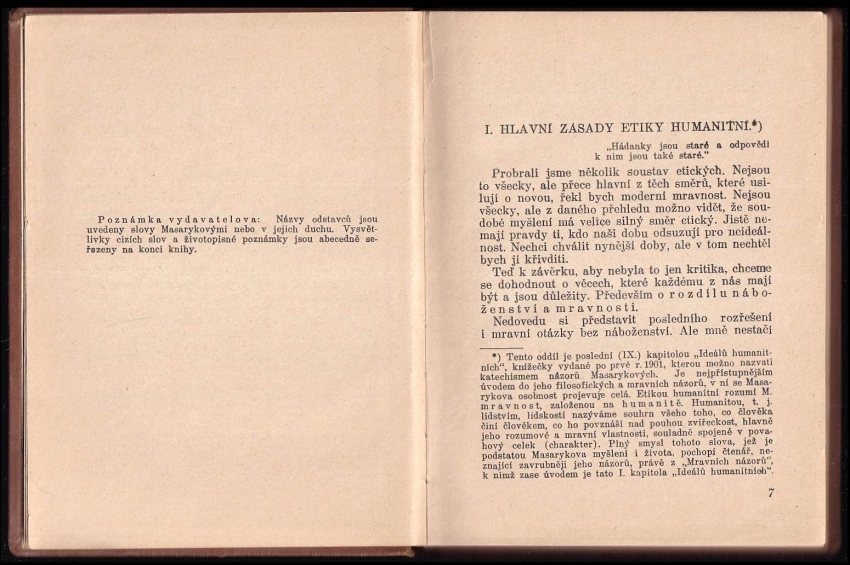 Poznámka vydavatelova: Názvy odstavců jsou
uvedeny slovy Masarykovými nebo v jejich duchu. Vysvět-
livky cizích slov a životopisné poznámky jsou abecedně se-
řazeny na konci knihy.
I. HLAVNÍ ZÁSADY ETIKY HUMANITNÍ.*)
„Hádanky jsou staré a odpovědi
k nim jsou také staré.“
Probrali jsme několik soustav etických. Nejsou
to všecky, ale přece hlavní z těch směrů, které usi-
lují o novou, řekl bych moderní mravnost. Nejsou
všecky, ale z daného přehledu možno vidět, že sou-
dobé myšlení má velice silný směr etický. Jistě ne-
mají pravdy ti, kdo naši dobu odsuzují pro neideál-
nost. Nechci chválit nynější doby, ale v tom nechtěl
bych jí křivditi.
Teď k závěrku, aby nebyla to jen kritika, chceme
se dohodnout o věcech, které každému z nás mají
být a jsou důležity. Především o rozdílu nábo-
ženství a mravnosti.
Nedovedu si představit posledního rozřešení
i mravní otázky bez náboženství. Ale mně nestačí
*) Tento oddíl je poslední (IX.) kapitolou „Ideálů humanit-
ních“, knížečky vydané po prvé r. 1901, kterou možno nazvati
katechismem názorů Masarykových. Je nejpřístupnějším
úvodem do jeho filosofických a mravních názorů, v ní se Masa-
rykova osobnost projevuje celá. Etikou humanitní rozumí M.
mravnost, založenou na humanitě. Humanitou, t. j.
lidstvím, lidskostí nazýváme souhrn všeho toho, co člověka
činí člověkem, co ho povznáší nad pouhou zvířeckost, hlavně
jeho rozumové a mravní vlastnosti, souladně spojené v pova-
hový celek (charakter). Plný smysl tohoto slova, jež je
podstatou Masarykova myšlení i života, pochopí čtenář, ne-
znající zavrubněji jeho názorů, právě z „Mravních názorů“,
k nimž zase úvodem je tato I. kapitola „Ideálů humanitních“.
7